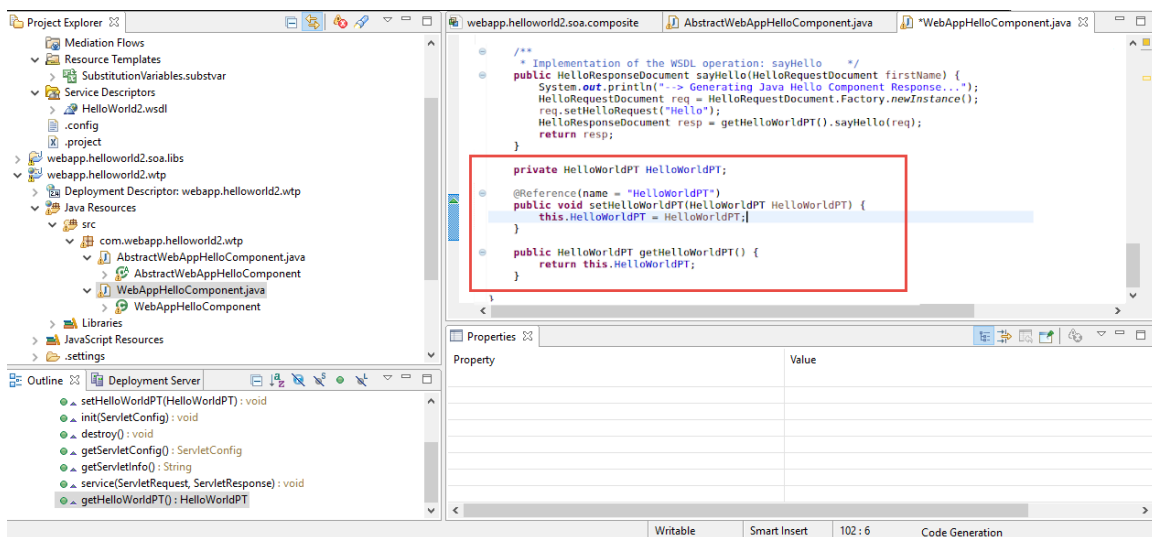 Project Explorer
Mediation Flows
Resource Templates
SubstitutionVariables.substvar
Service Descriptors
HelloWorld2.wsdl
.config
.project
webapp.helloworld2.soa.libs
webapp.helloworld2.wtp
Deployment Descriptor: webapp.helloworld2.wtp
Java Resources
src
com.webapp.helloworld2.wtp
AbstractWebAppHelloComponent.java
AbstractWebAppHelloComponent
WebAppHelloComponent.java
WebAppHelloComponent
Libraries
JavaScript Resources
.settings
webapp.helloworld2.soa.composite
AbstractWebAppHelloComponent.java
*WebAppHelloComponent.java
/**
* Implementation of the WSDL operation: sayHello    */
public HelloResponseDocument sayHello(HelloRequestDocument firstName) {
System.out.println("--> Generating Java Hello Component Response...");
HelloRequestDocument req = HelloRequestDocument.Factory.newInstance();
req.setHelloRequest("Hello");
HelloResponseDocument resp = getHelloWorldPT().sayHello(req);
return resp;
}
private HelloWorldPT HelloWorldPT;
@Reference(name = "HelloWorldPT")
public void setHelloWorldPT(HelloWorldPT HelloWorldPT) {
this.HelloWorldPT = HelloWorldPT;
}
public HelloWorldPT getHelloWorldPT() {
return this.HelloWorldPT;
}
}
Outline
Deployment Server
setHelloWorldPT(HelloWorldPT) : void
init(ServletConfig) : void
destroy() : void
getServletConfig() : ServletConfig
getServletInfo() : String
service(ServletRequest, ServletResponse) : void
getHelloWorldPT() : HelloWorldPT
Properties
Property
Value
Writable
Smart Insert
102 : 6
Code Generation